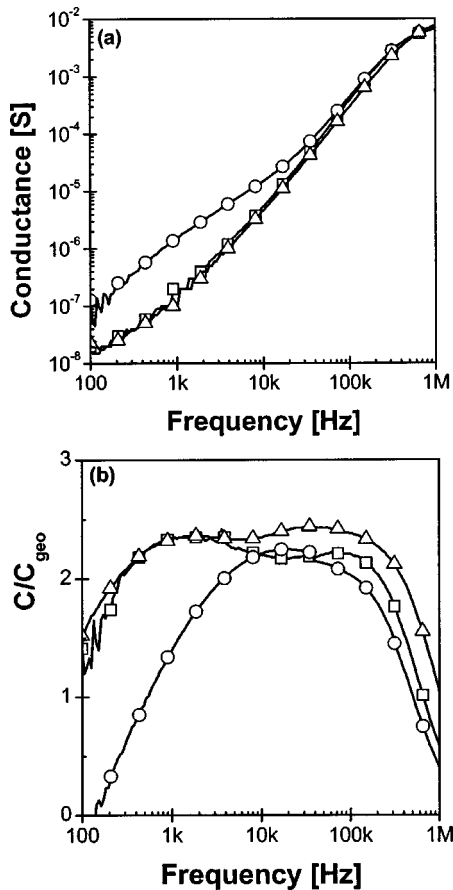 (a)
Conductance [S]
10⁻²
10⁻³
10⁻⁴
10⁻⁵
10⁻⁶
10⁻⁷
10⁻⁸
100 1k 10k 100k 1M
Frequency [Hz]
(b)
C/C_geo
3
2
1
0
100 1k 10k 100k 1M
Frequency [Hz]